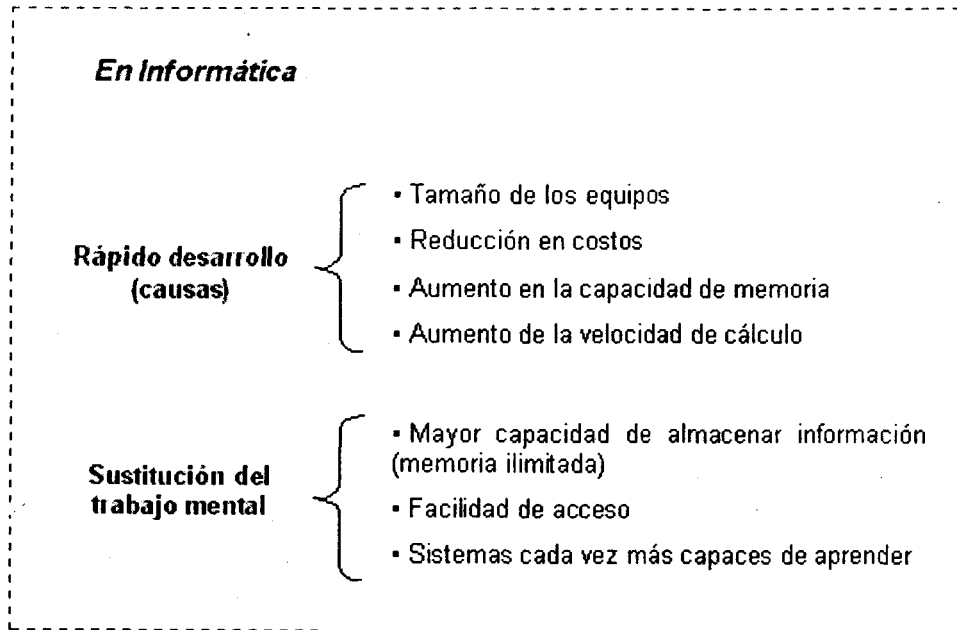 En Informática
Rápido desarrollo
(causas)
▪ Tamaño de los equipos
▪ Reducción en costos
▪ Aumento en la capacidad de memoria
▪ Aumento de la velocidad de cálculo
Sustitución del
trabajo mental
▪ Mayor capacidad de almacenar información
(memoria ilimitada)
▪ Facilidad de acceso
▪ Sistemas cada vez más capaces de aprender